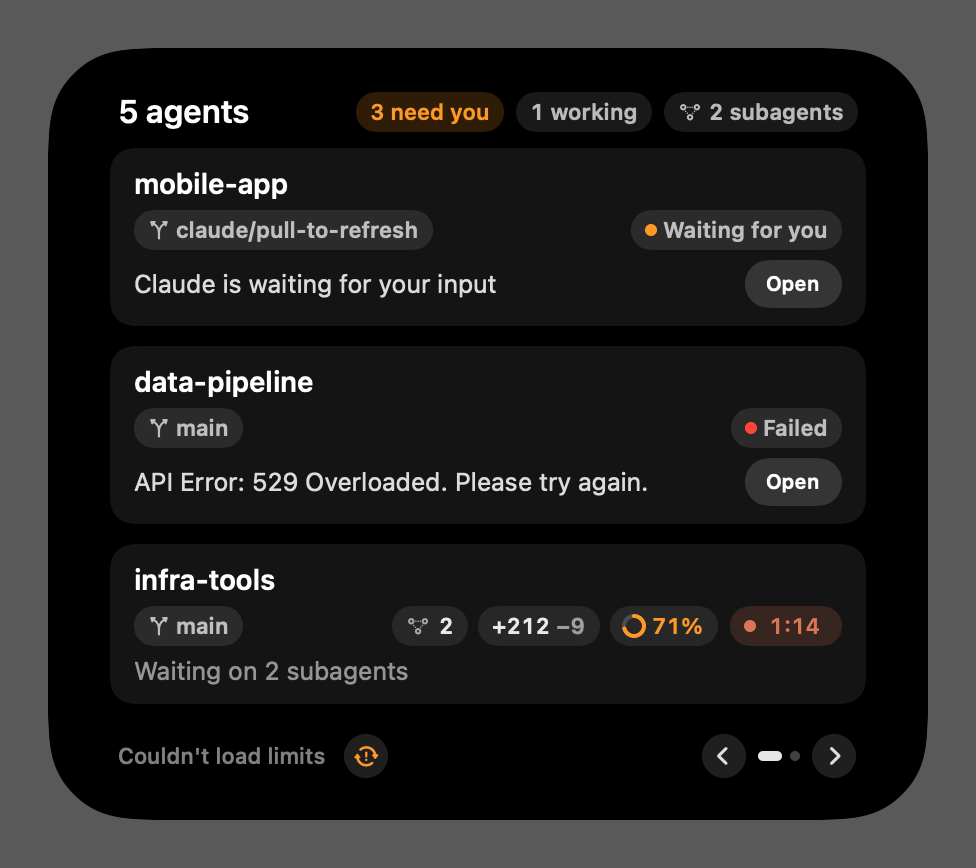 5 agents
3 need you
1 working
2 subagents
mobile-app
claude/pull-to-refresh
Waiting for you
Claude is waiting for your input
Open
data-pipeline
main
Failed
API Error: 529 Overloaded. Please try again.
Open
infra-tools
main
2
+212 −9
71%
1:14
Waiting on 2 subagents
Couldn't load limits